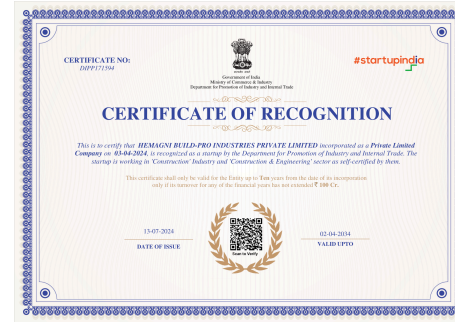 CERTIFICATE NO:
DIPP171594
#startupindia
Government of India
Ministry of Commerce & Industry
Department for Promotion of Industry and Internal Trade
CERTIFICATE OF RECOGNITION
This is to certify that HEMAGNI BUILD-PRO INDUSTRIES PRIVATE LIMITED incorporated as a Private Limited
Company on 03-04-2024, is recognized as a startup by the Department for Promotion of Industry and Internal Trade. The
startup is working in 'Construction' Industry and 'Construction & Engineering' sector as self-certified by them.
This certificate shall only be valid for the Entity up to Ten years from the date of its incorporation
only if its turnover for any of the financial years has not exceeded ₹ 100 Cr.
13-07-2024
DATE OF ISSUE
Scan to Verify
02-04-2034
VALID UPTO